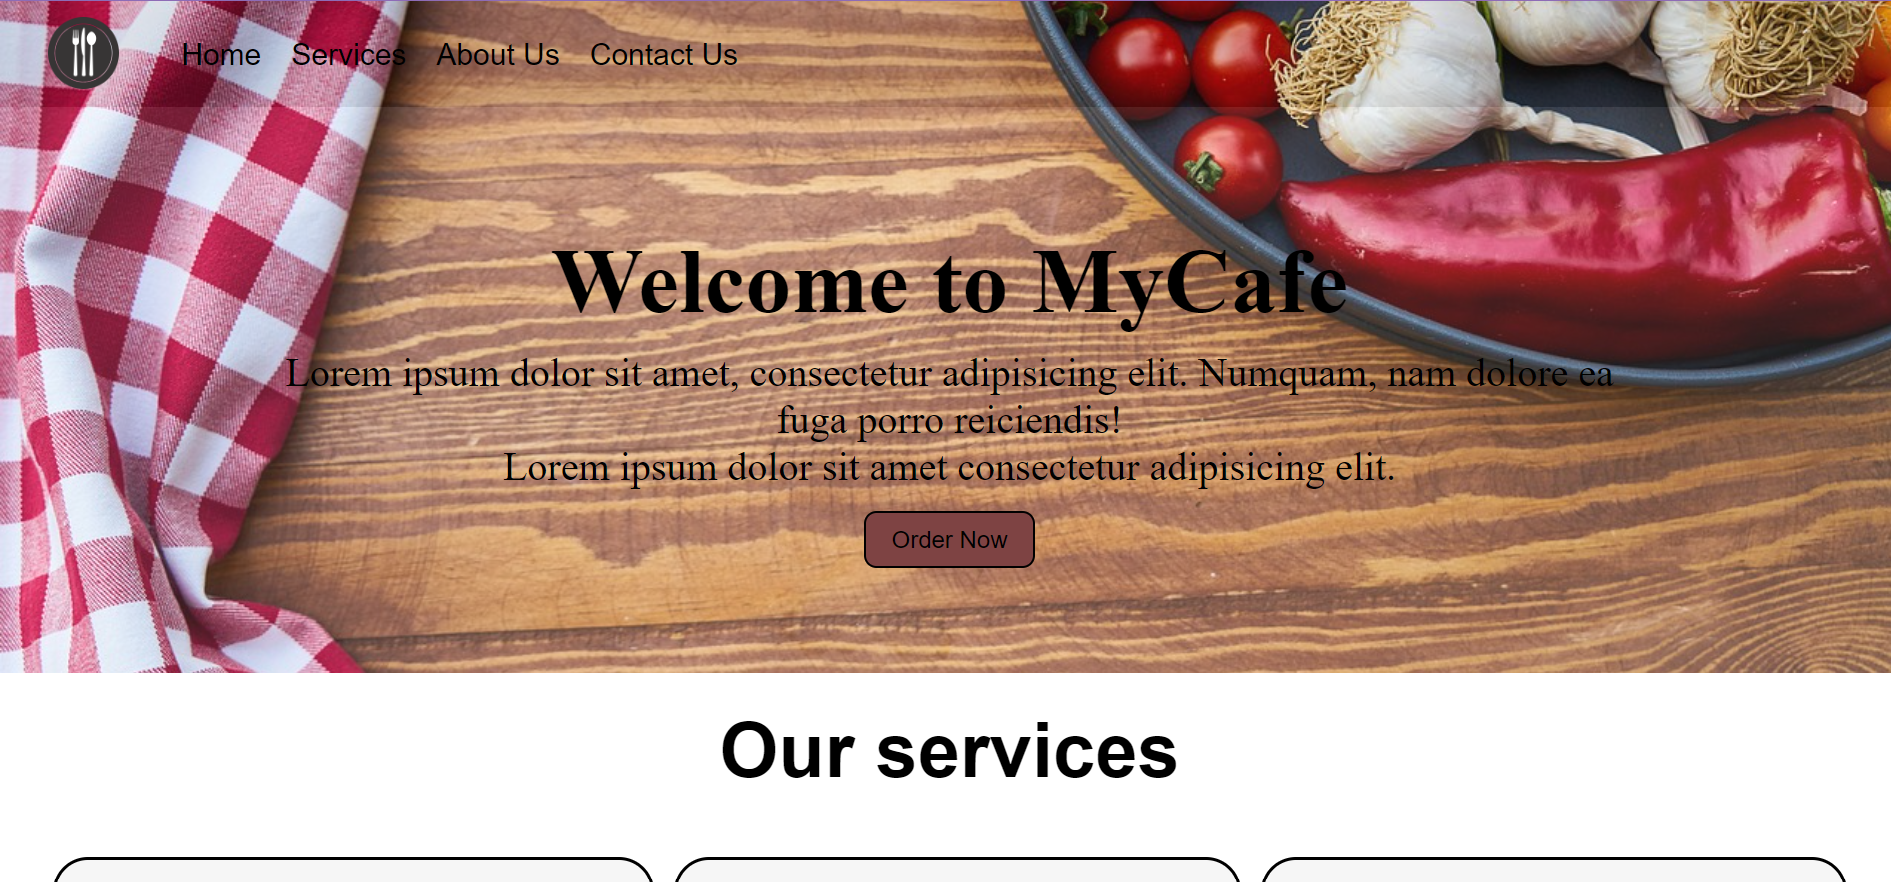 Home Services About Us Contact Us
Welcome to MyCafe
Lorem ipsum dolor sit amet, consectetur adipisicing elit. Numquam, nam dolore ea
fuga porro reiciendis!
Lorem ipsum dolor sit amet consectetur adipisicing elit.
Order Now
Our services